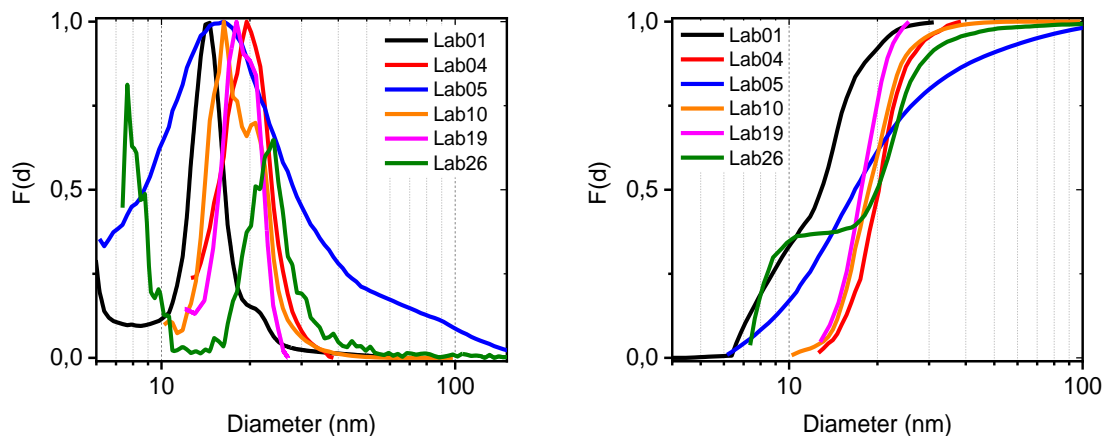 F(d)
1,0
0,5
0,0
10
100
Diameter (nm)
Lab01
Lab04
Lab05
Lab10
Lab19
Lab26
F(d)
1,0
0,5
0,0
10
100
Diameter (nm)
Lab01
Lab04
Lab05
Lab10
Lab19
Lab26